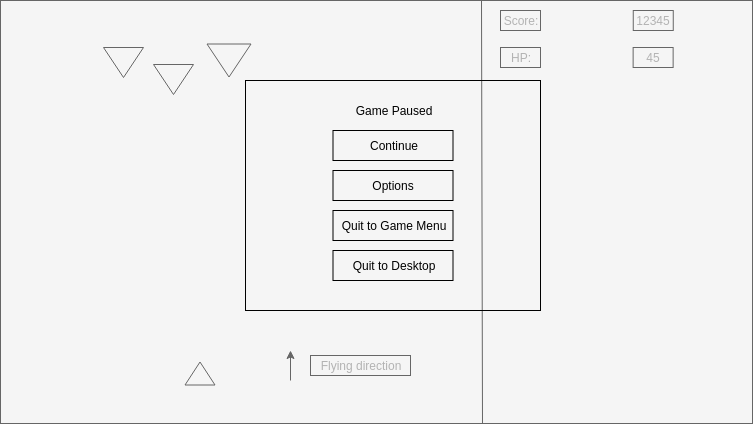 Score: 12345
HP: 45
Game Paused
Continue
Options
Quit to Game Menu
Quit to Desktop
Flying direction